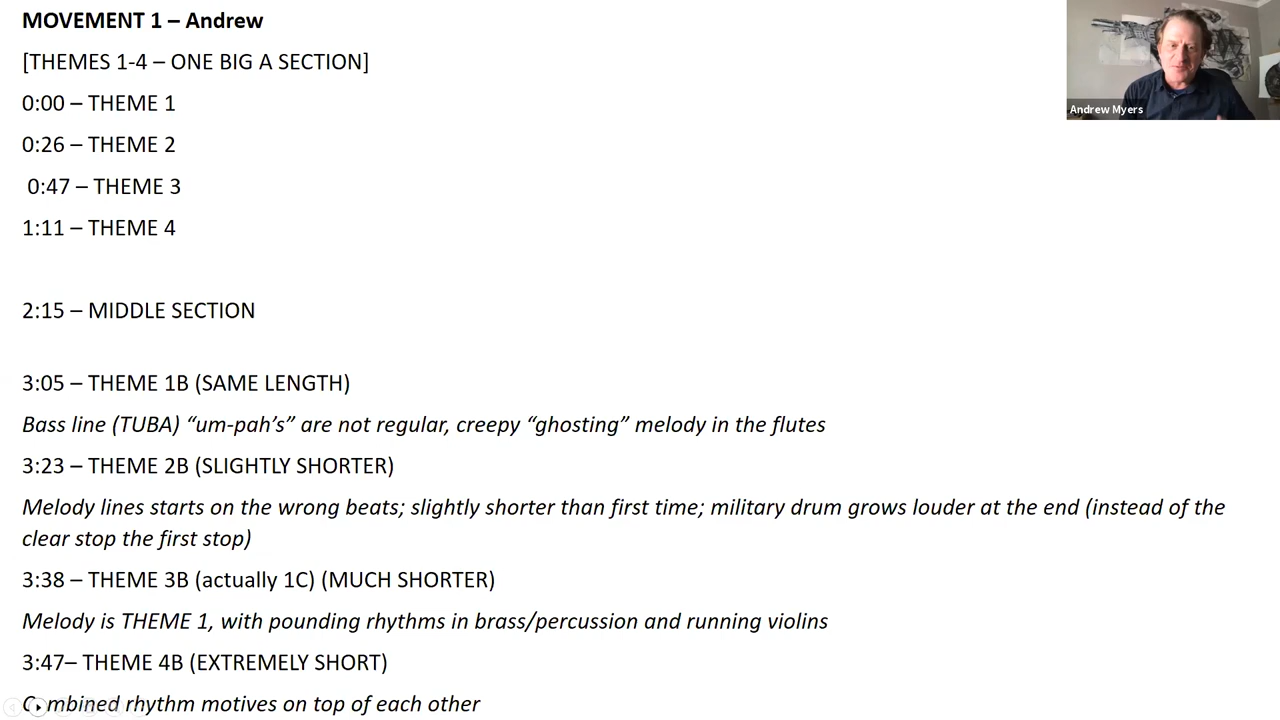 MOVEMENT 1 – Andrew
[THEMES 1-4 – ONE BIG A SECTION]
0:00 – THEME 1
0:26 – THEME 2
0:47 – THEME 3
1:11 – THEME 4
2:15 – MIDDLE SECTION
3:05 – THEME 1B (SAME LENGTH)
Bass line (TUBA) “um-pah’s” are not regular, creepy “ghosting” melody in the flutes
3:23 – THEME 2B (SLIGHTLY SHORTER)
Melody lines starts on the wrong beats; slightly shorter than first time; military drum grows louder at the end (instead of the
clear stop the first stop)
3:38 – THEME 3B (actually 1C) (MUCH SHORTER)
Melody is THEME 1, with pounding rhythms in brass/percussion and running violins
3:47– THEME 4B (EXTREMELY SHORT)
Combined rhythm motives on top of each other
Andrew Myers